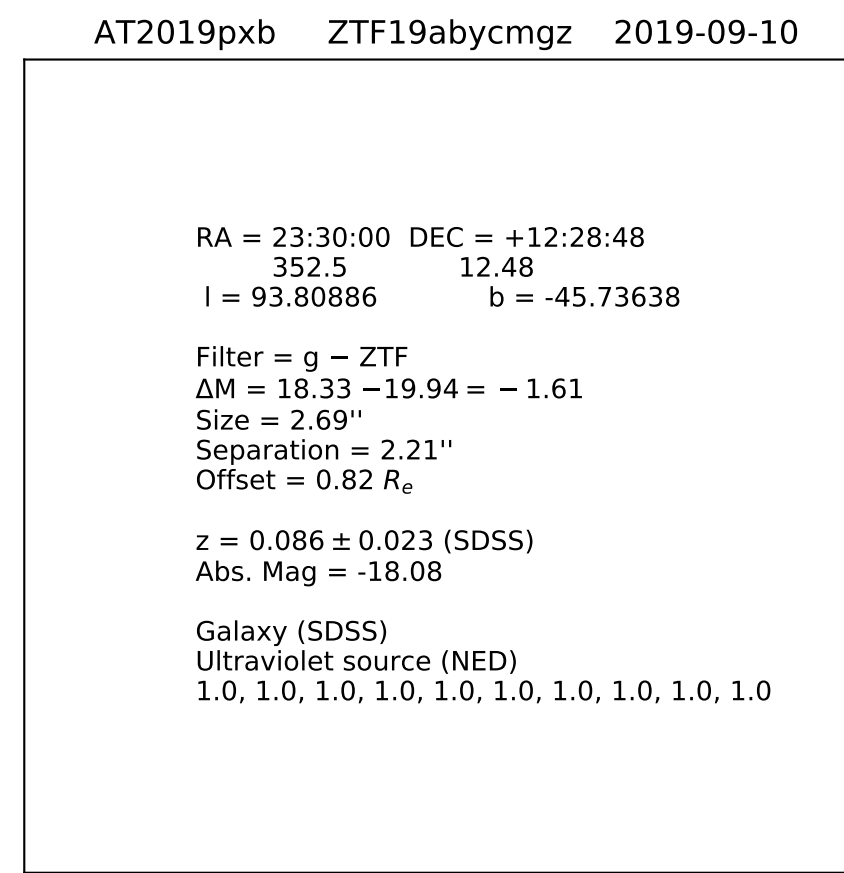 AT2019pxb ZTF19abycmgz 2019-09-10
RA = 23:30:00 DEC = +12:28:48
352.5 12.48
l = 93.80886 b = -45.73638
Filter = g − ZTF
ΔM = 18.33 −19.94 = − 1.61
Size = 2.69''
Separation = 2.21''
Offset = 0.82 Rₑ
z = 0.086 ± 0.023 (SDSS)
Abs. Mag = -18.08
Galaxy (SDSS)
Ultraviolet source (NED)
1.0, 1.0, 1.0, 1.0, 1.0, 1.0, 1.0, 1.0, 1.0, 1.0